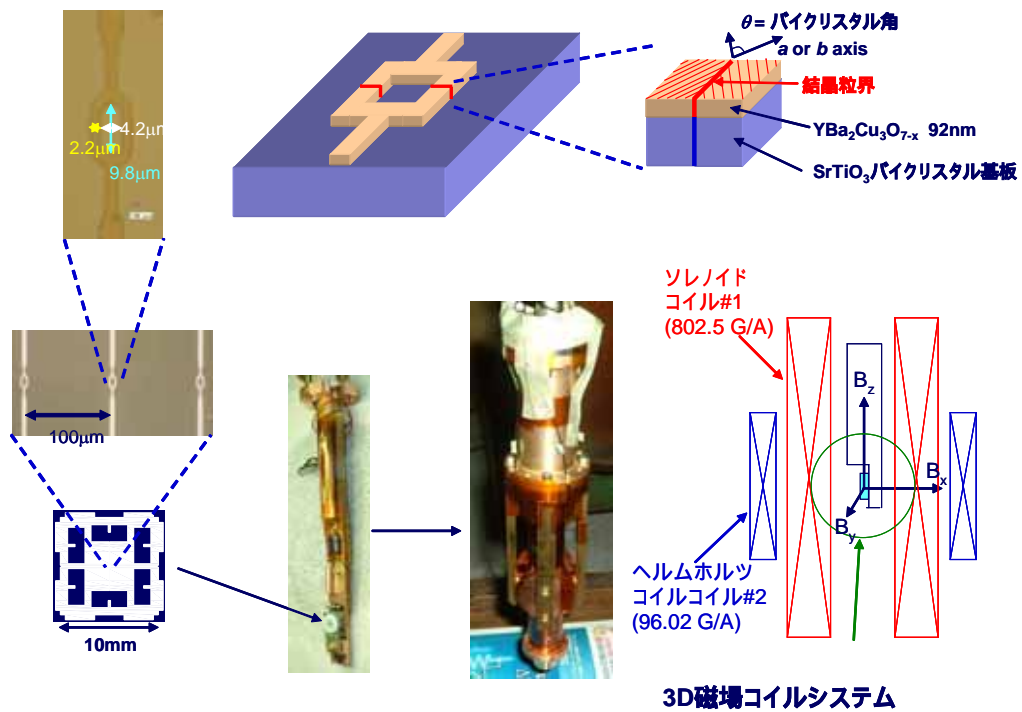 θ = バイクリスタル角
a or b axis
結晶粒界
YBa₂Cu₃O₇₋ₓ 92nm
SrTiO₃バイクリスタル基板
4.2μm
2.2μm
9.8μm
100μm
10mm
ソレノイド
コイル#1
(802.5 G/A)
Bz
Bx
By
ヘルムホルツ
コイルコイル#2
(96.02 G/A)
3D磁場コイルシステム